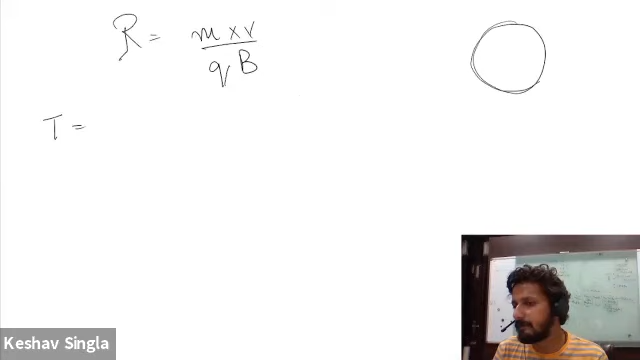 R = m x v / qB
T =
Keshav Singla